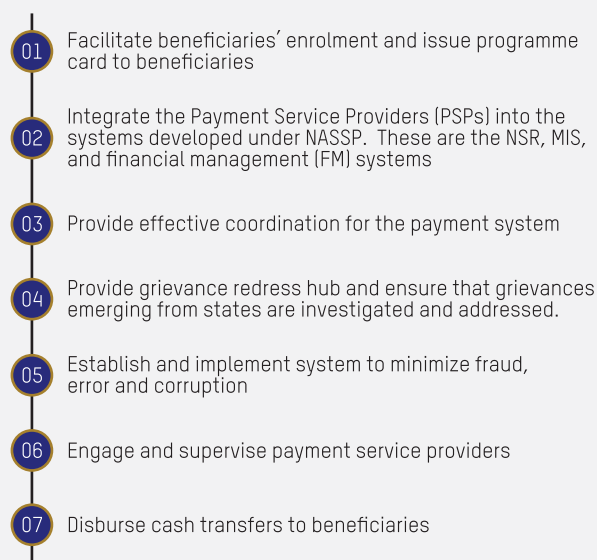 01 Facilitate beneficiaries’ enrolment and issue programme
card to beneficiaries
02 Integrate the Payment Service Providers (PSPs) into the
systems developed under NASSP. These are the NSR, MIS,
and financial management (FM) systems
03 Provide effective coordination for the payment system
04 Provide grievance redress hub and ensure that grievances
emerging from states are investigated and addressed.
05 Establish and implement system to minimize fraud,
error and corruption
06 Engage and supervise payment service providers
07 Disburse cash transfers to beneficiaries